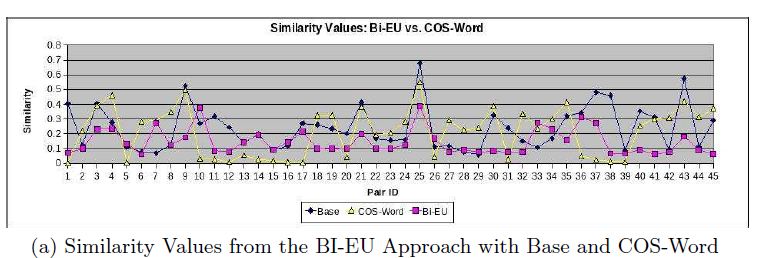 Similarity Values: Bi-EU vs. COS-Word
0.8
0.7
0.6
0.5
0.4
0.3
0.2
0.1
0
Similarity
1 2 3 4 5 6 7 8 9 10 11 12 13 14 15 16 17 18 19 20 21 22 23 24 25 26 27 28 29 30 31 32 33 34 35 36 37 38 39 40 41 42 43 44 45
Pair ID
Base COS-Word Bi-EU
(a) Similarity Values from the BI-EU Approach with Base and COS-Word